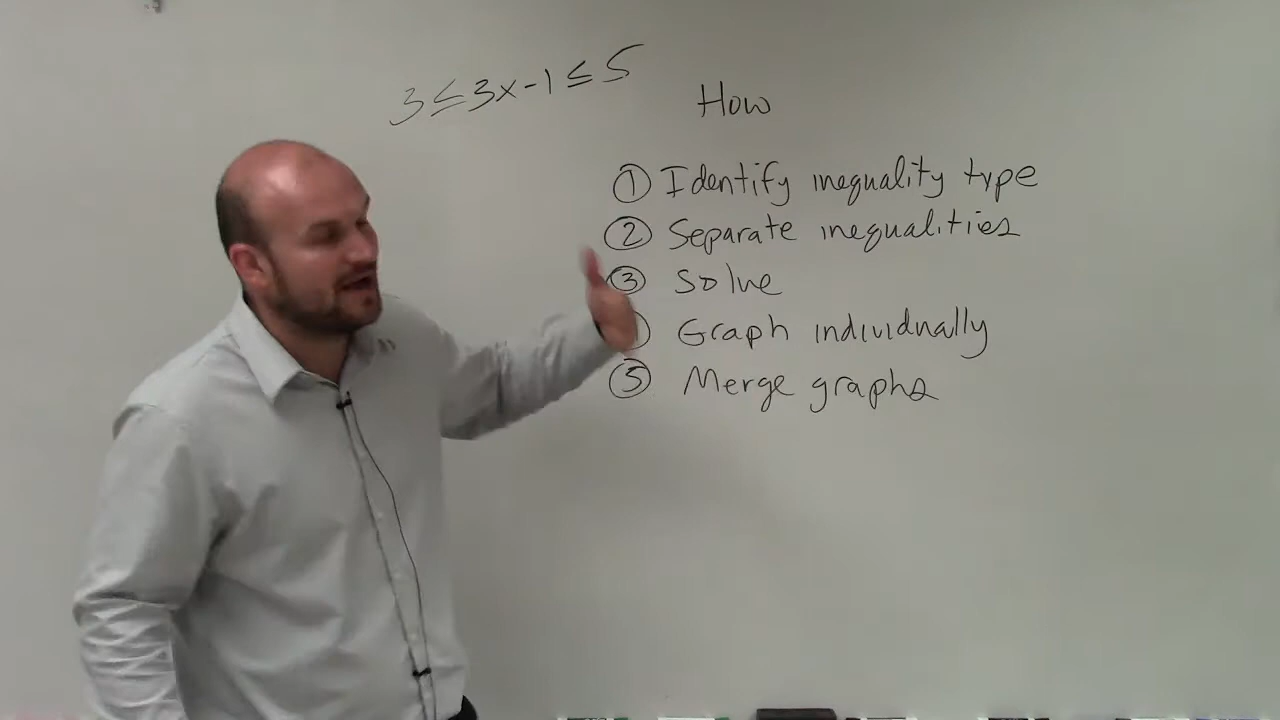 3 ≤ 3x - 1 ≤ 5
How
① Identify inequality type
② Separate inequalities
③ Solve
Graph individually
⑤ Merge graphs